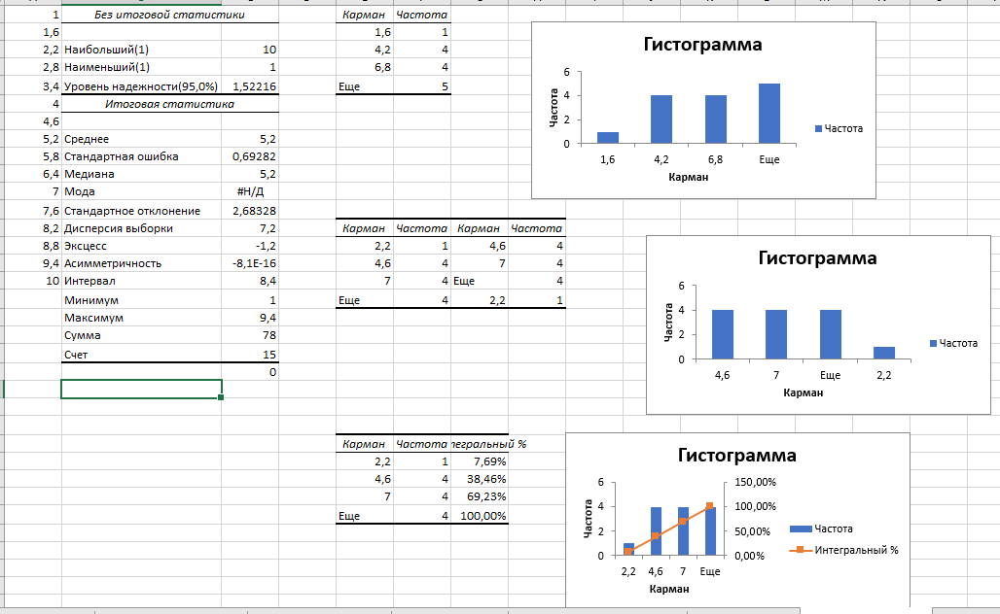 1 Без итоговой статистики Карман Частота
1,6 1,6 1
2,2 Наибольший(1) 10 4,2 4
2,8 Наименьший(1) 1 6,8 4
3,4 Уровень надежности(95,0%) 1,52216 Еще 5
4 Итоговая статистика
4,6
5,2 Среднее 5,2
5,8 Стандартная ошибка 0,69282
6,4 Медиана 5,2
7 Мода #Н/Д
7,6 Стандартное отклонение 2,68328
8,2 Дисперсия выборки 7,2
8,8 Эксцесс -1,2
9,4 Асимметричность -8,1E-16
10 Интервал 8,4
Минимум 1
Максимум 9,4
Сумма 78
Счет 15
0
Гистограмма
6
4
2
0
Частота
1,6 4,2 6,8 Еще
Карман
Частота
Карман Частота Карман Частота
2,2 1 4,6 4
4,6 4 7 4
7 4 Еще 4
Еще 4 2,2 1
Гистограмма
6
4
2
0
Частота
4,6 7 Еще 2,2
Карман
Частота
Карман Частота тегральный %
2,2 1 7,69%
4,6 4 38,46%
7 4 69,23%
Еще 4 100,00%
Гистограмма
6
4
2
0
Частота
150,00%
100,00%
50,00%
0,00%
2,2 4,6 7 Еще
Карман
Частота
Интегральный %